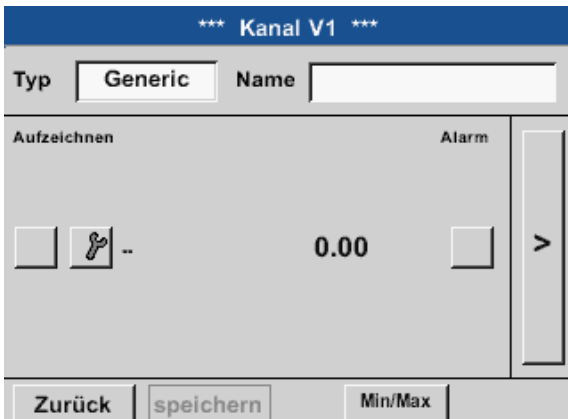 *** Kanal V1 ***
Typ Generic Name
Aufzeichnen Alarm
-- 0.00 >
Zurück speichern Min/Max